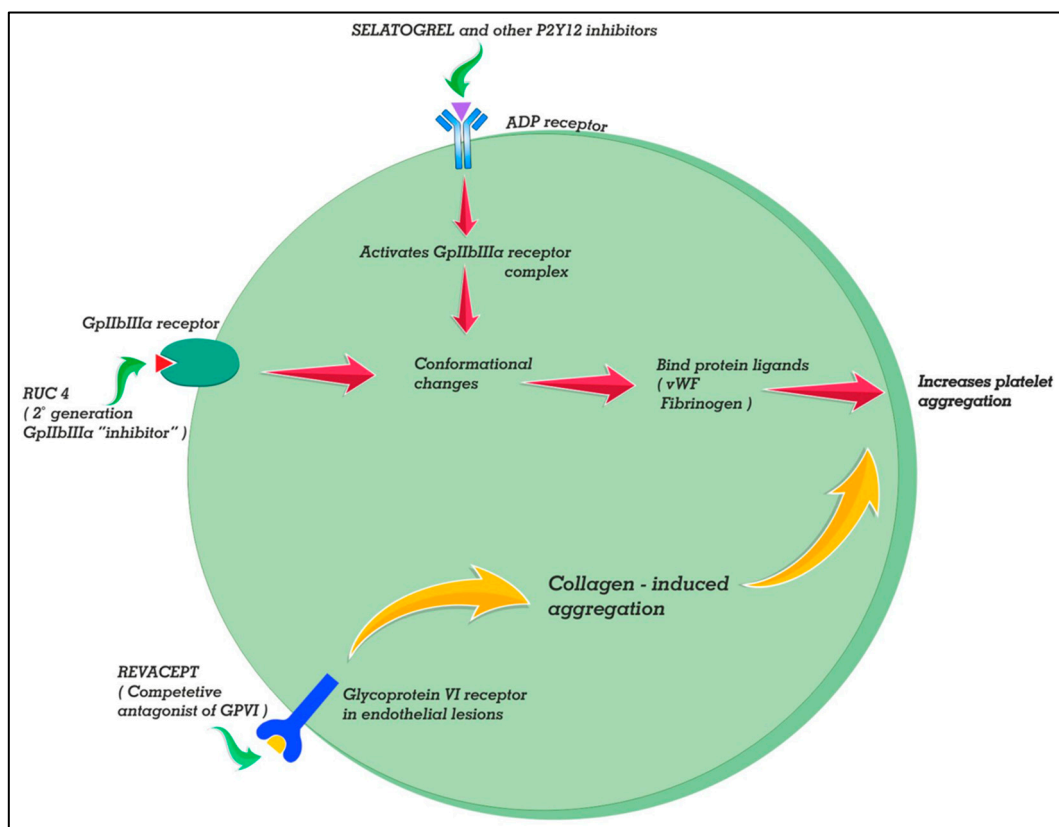 SELATOGREL and other P2Y12 inhibitors
ADP receptor
Activates GpIIbIIIα receptor
complex
GpIIbIIIα receptor
RUC 4
( 2° generation
GpIIbIIIα "inhibitor" )
Conformational
changes
Bind protein ligands
( vWF
Fibrinogen )
Increases platelet
aggregation
Collagen - induced
aggregation
REVACEPT
( Competetive
antagonist of GPVI )
Glycoprotein VI receptor
in endothelial lesions